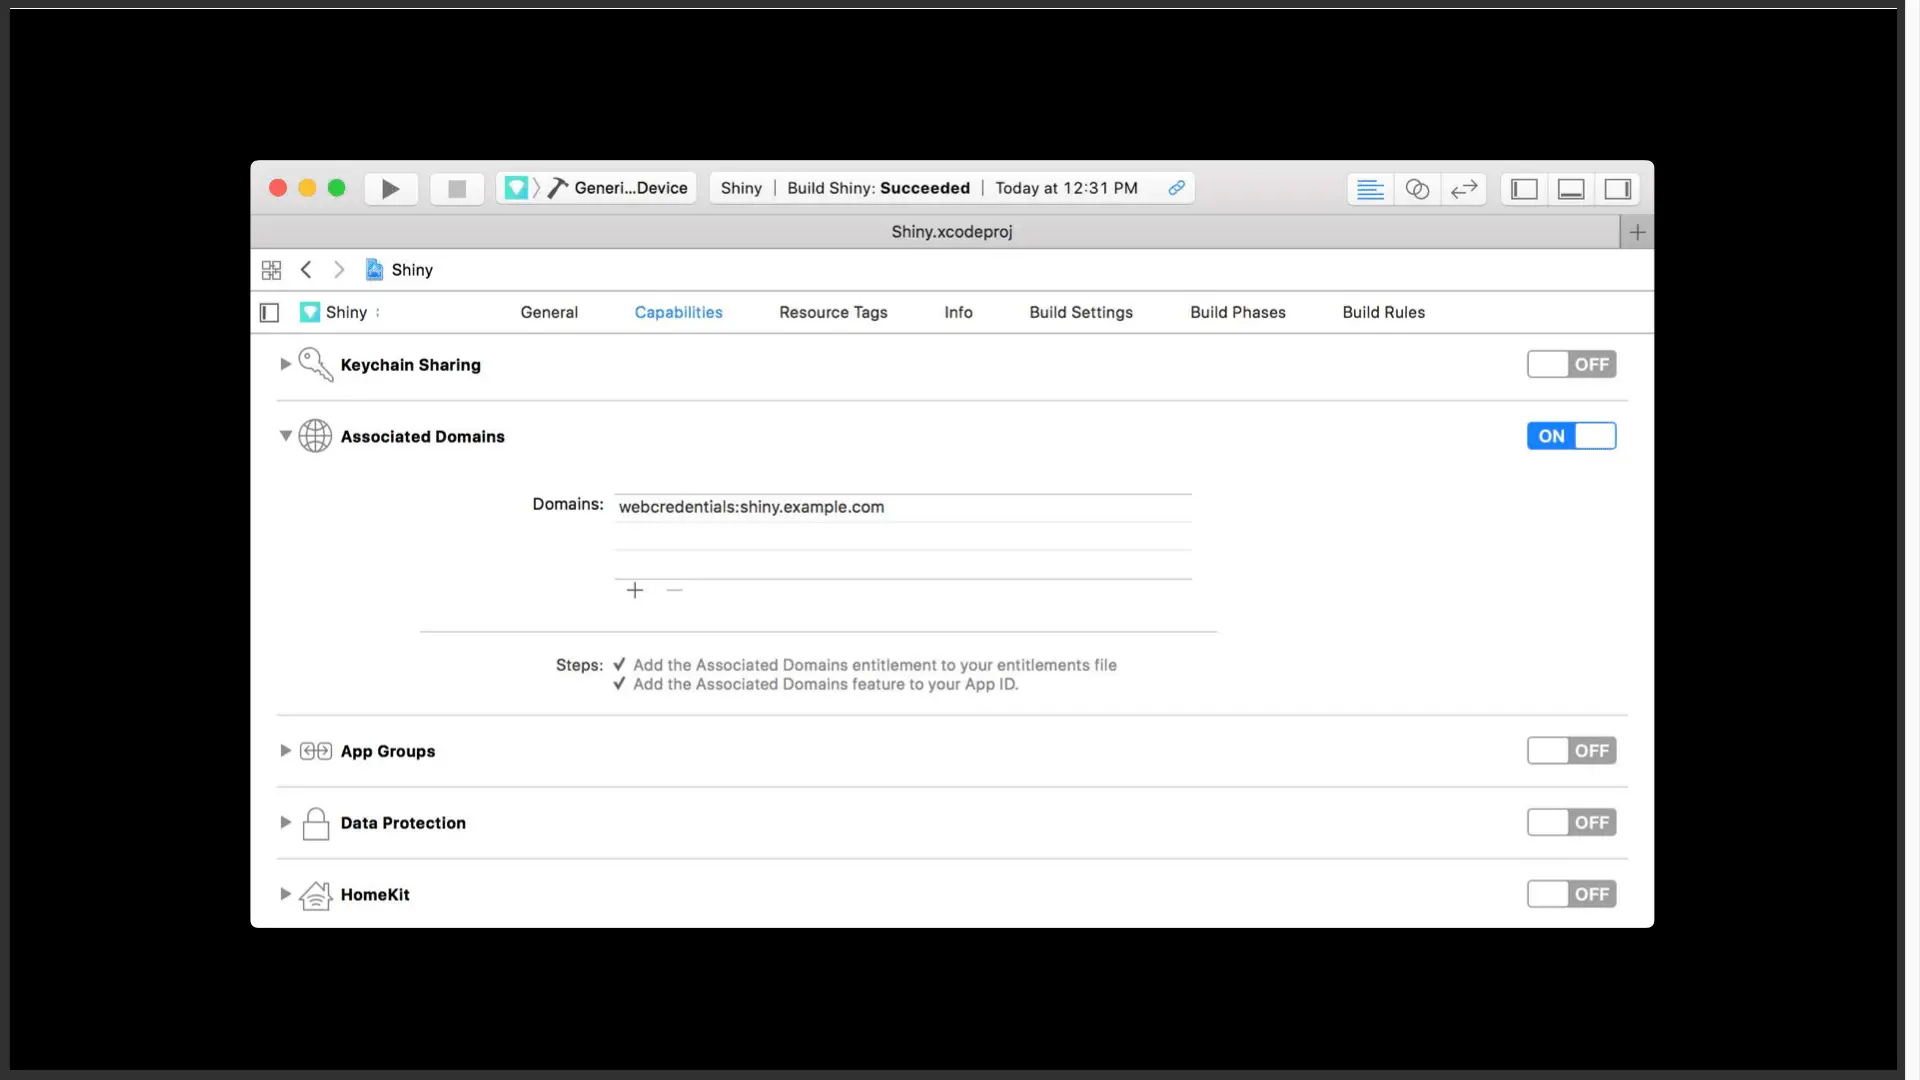 Generi...Device
Shiny | Build Shiny: Succeeded | Today at 12:31 PM
Shiny.xcodeproj
Shiny
Shiny General Capabilities Resource Tags Info Build Settings Build Phases Build Rules
Keychain Sharing OFF
Associated Domains ON
Domains: webcredentials:shiny.example.com
Steps: ✓ Add the Associated Domains entitlement to your entitlements file
✓ Add the Associated Domains feature to your App ID.
App Groups OFF
Data Protection OFF
HomeKit OFF